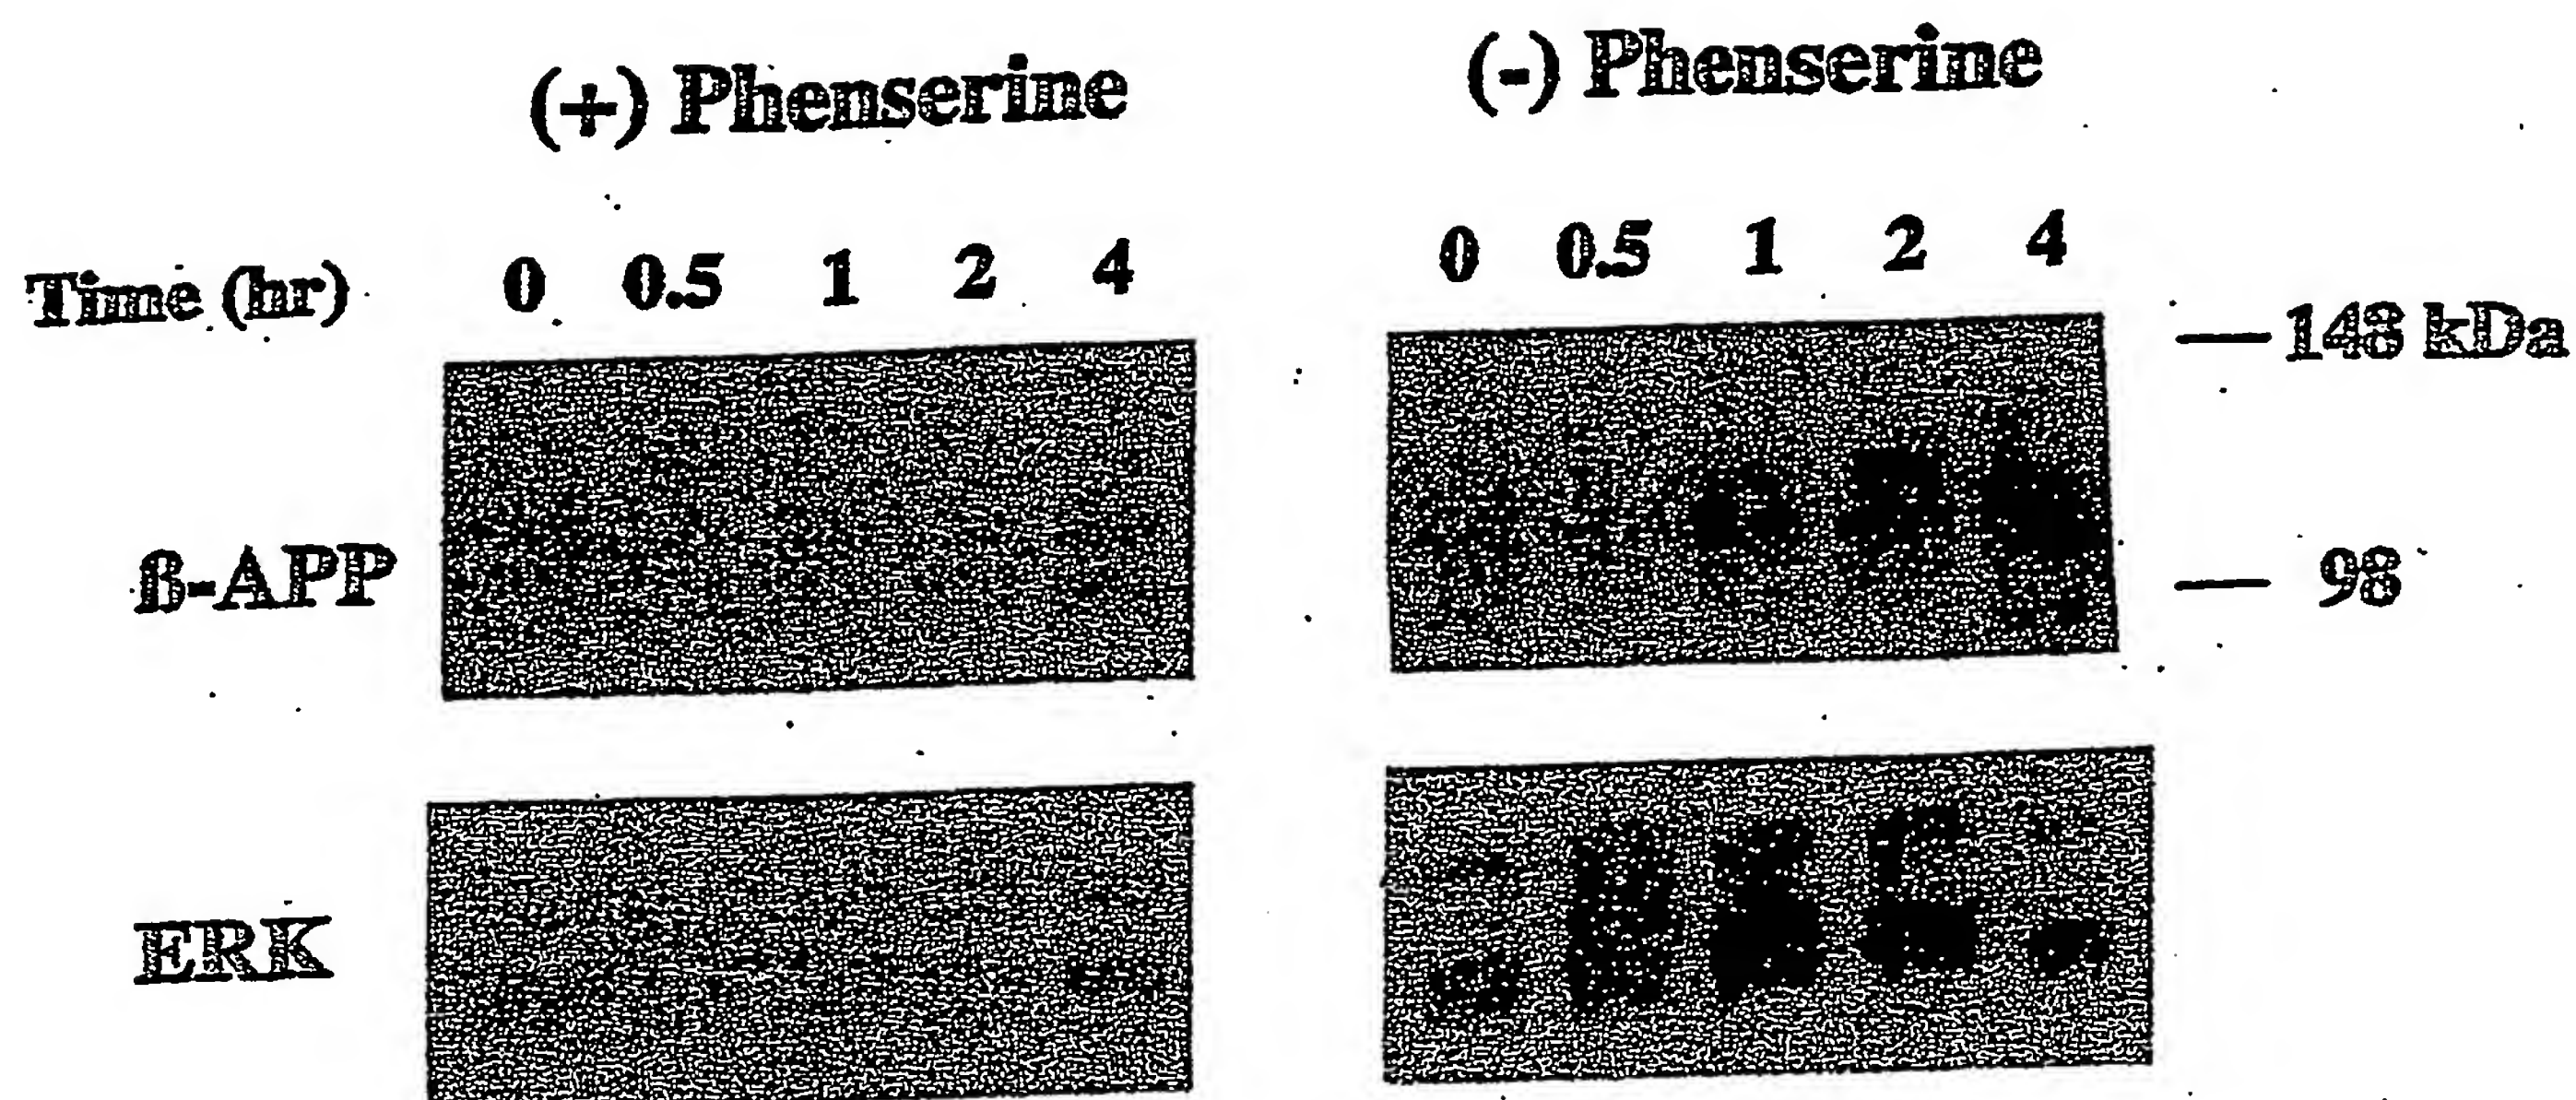 (+) Phenserine (-) Phenserine
Time (hr) 0 0.5 1 2 4 0 0.5 1 2 4
148 kDa
ß-APP 98
ERK